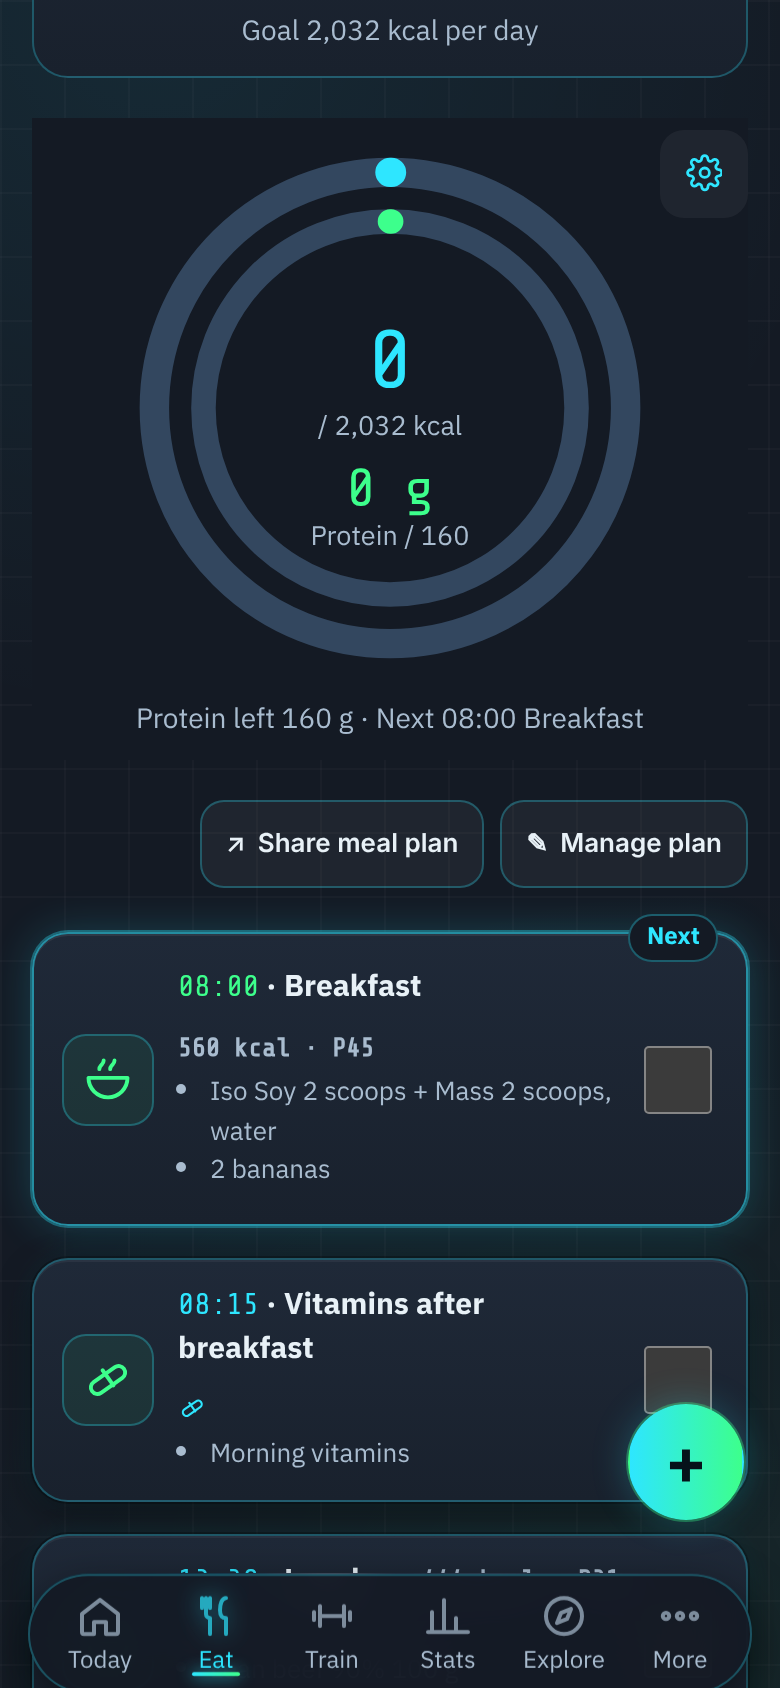 Goal 2,032 kcal per day
0
/ 2,032 kcal
0 g
Protein / 160
Protein left 160 g · Next 08:00 Breakfast
Share meal plan
Manage plan
Next
08:00 · Breakfast
560 kcal · P45
Iso Soy 2 scoops + Mass 2 scoops,
water
2 bananas
08:15 · Vitamins after
breakfast
Morning vitamins
+
Today
Eat
Train
Stats
Explore
More